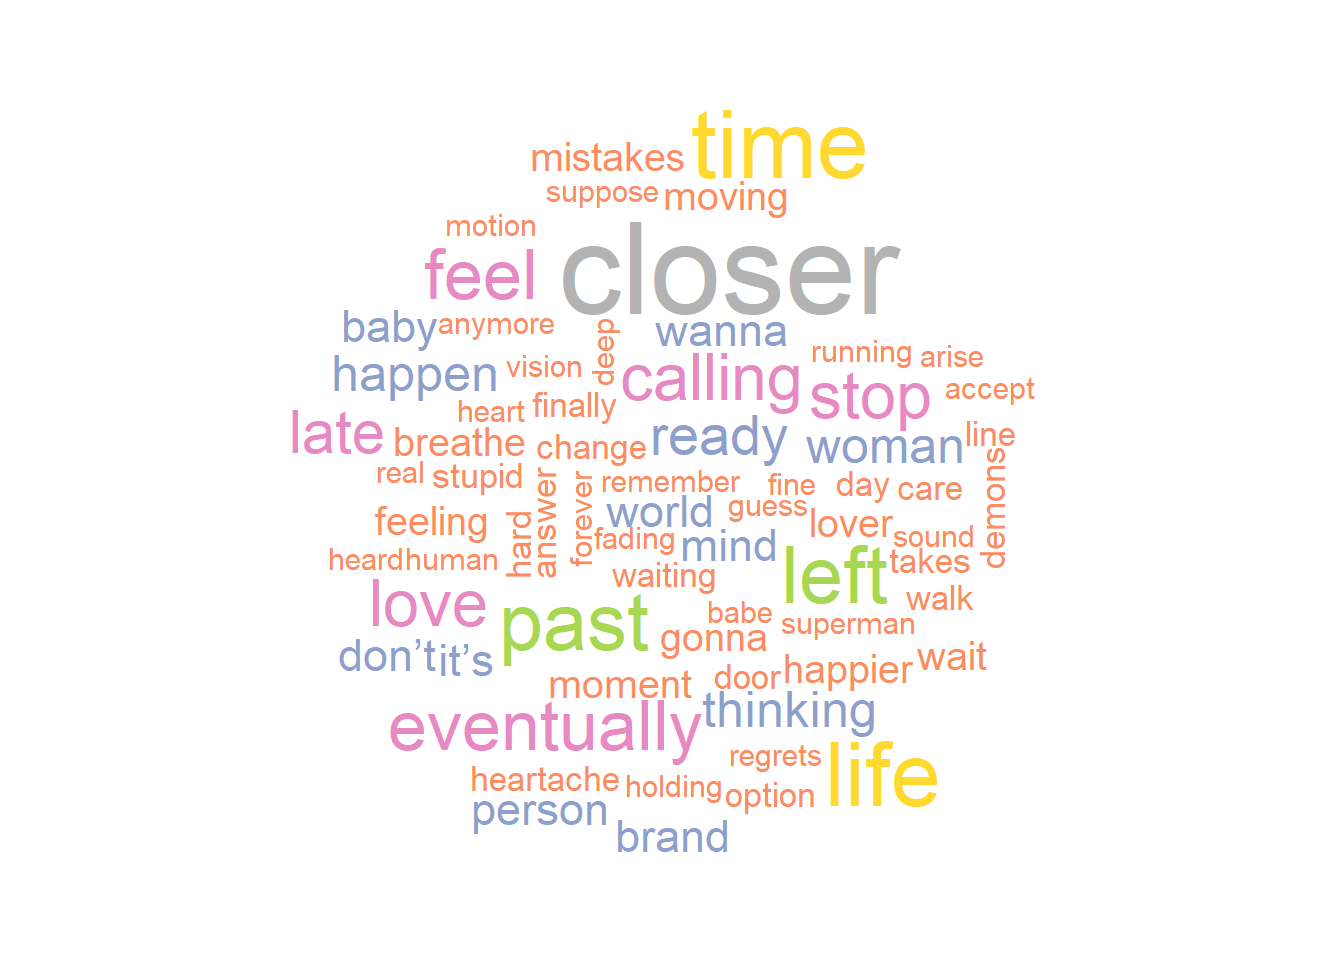 time
mistakes
suppose moving
motion
closer
feel
baby anymore deep wanna
running arise
happen vision calling stop accept
heart finally
late breathe change ready woman line
real stupid remember fine day care demons
answer forever world guess
feeling hard fading mind lover sound
heard human waiting left takes
love past babe walk
superman
don’t it’s gonna wait
moment door happier
eventually thinking
regrets life
heartache holding option
person
brand